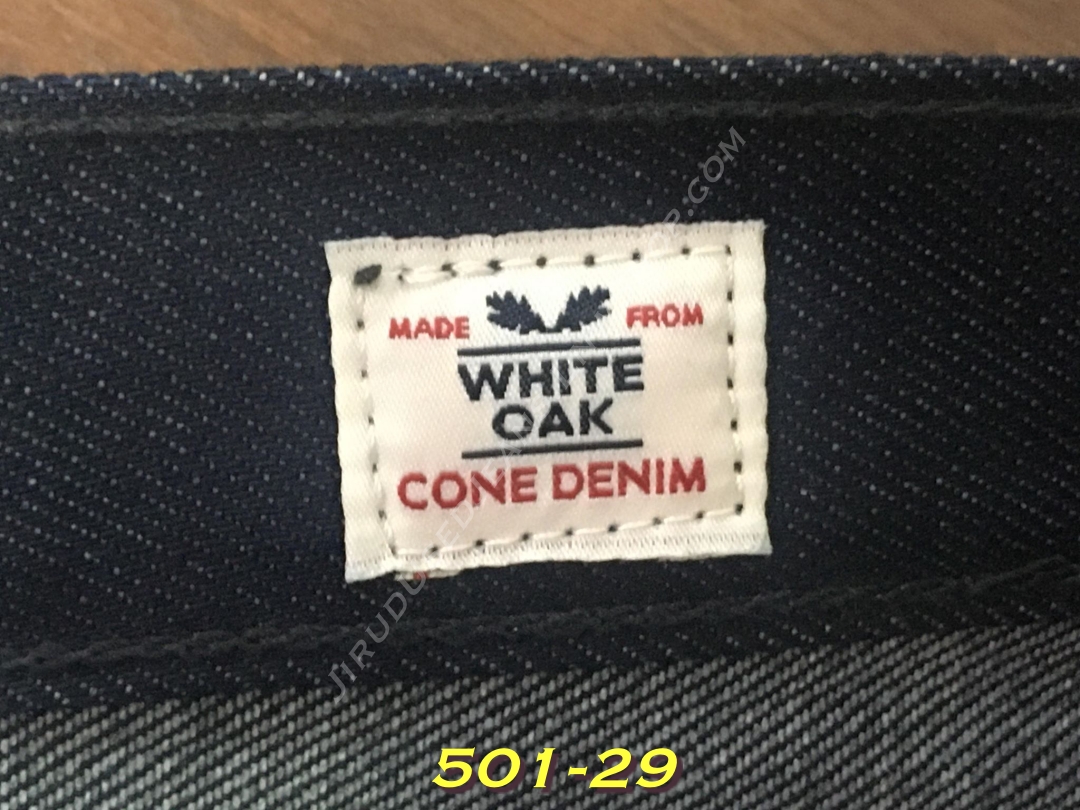 MADE FROM
WHITE
OAK
CONE DENIM
501-29